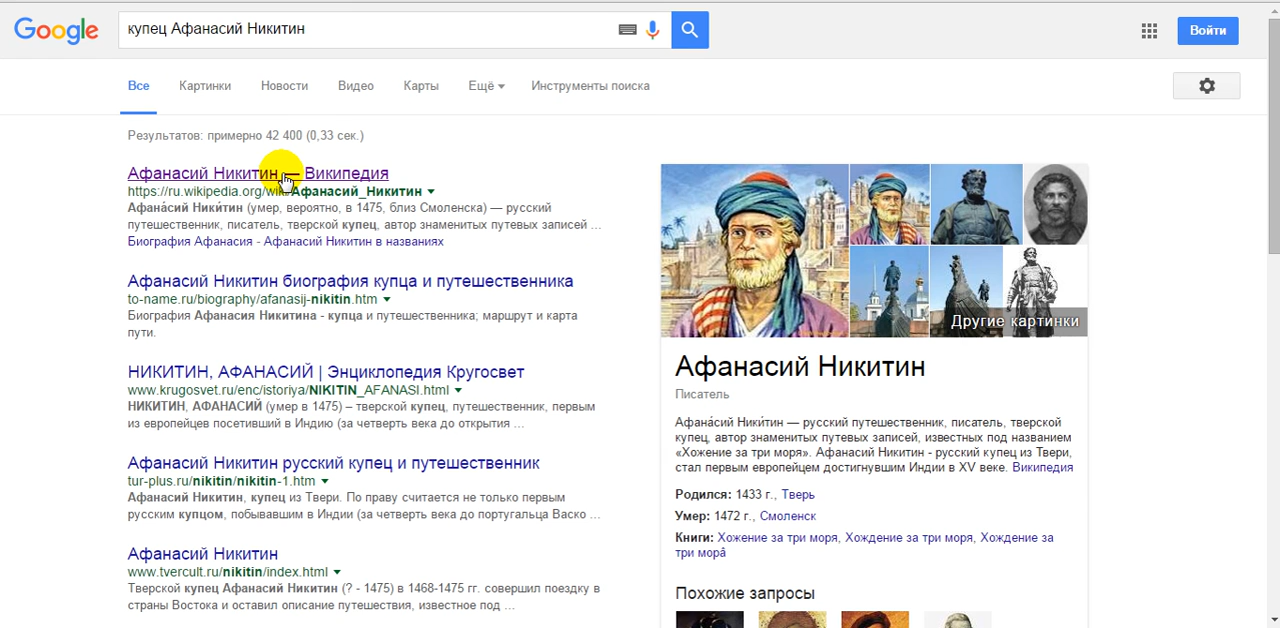 Google
купец Афанасий Никитин
Войти
Все Картинки Новости Видео Карты Ещё Инструменты поиска
Результатов: примерно 42 400 (0,33 сек.)
Афанасий Никитин — Википедия
https://ru.wikipedia.org/wiki/Афанасий_Никитин
Афана́сий Ники́тин (умер, вероятно, в 1475, близ Смоленска) — русский
путешественник, писатель, тверской купец, автор знаменитых путевых записей ...
Биография Афанасия - Афанасий Никитин в названиях
Афанасий Никитин биография купца и путешественника
to-name.ru/biography/afanasij-nikitin.htm
Биография Афанасия Никитина - купца и путешественника; маршрут и карта
пути.
НИКИТИН, АФАНАСИЙ | Энциклопедия Кругосвет
www.krugosvet.ru/enc/istoriya/NIKITIN_AFANASI.html
НИКИТИН, АФАНАСИЙ (умер в 1475) – тверской купец, путешественник, первым
из европейцев посетивший в Индию (за четверть века до открытия ...
Афанасий Никитин русский купец и путешественник
tur-plus.ru/nikitin/nikitin-1.htm
Афанасий Никитин, купец из Твери. По праву считается не только первым
русским купцом, побывавшим в Индии (за четверть века до португальца Васко ...
Афанасий Никитин
www.tvercult.ru/nikitin/index.html
Тверской купец Афанасий Никитин (? - 1475) в 1468-1475 гг. совершил поездку в
страны Востока и оставил описание путешествия, известное под ...
Другие картинки
Афанасий Никитин
Писатель
Афана́сий Ники́тин — русский путешественник, писатель, тверской
купец, автор знаменитых путевых записей, известных под названием
«Хожение за три моря». Афанасий Никитин - русский купец из Твери,
стал первым европейцем достигнувшим Индии в XV веке. Википедия
Родился: 1433 г., Тверь
Умер: 1472 г., Смоленск
Книги: Хожение за три моря, Хождение за три моря, Хождение за
три мора̂
Похожие запросы